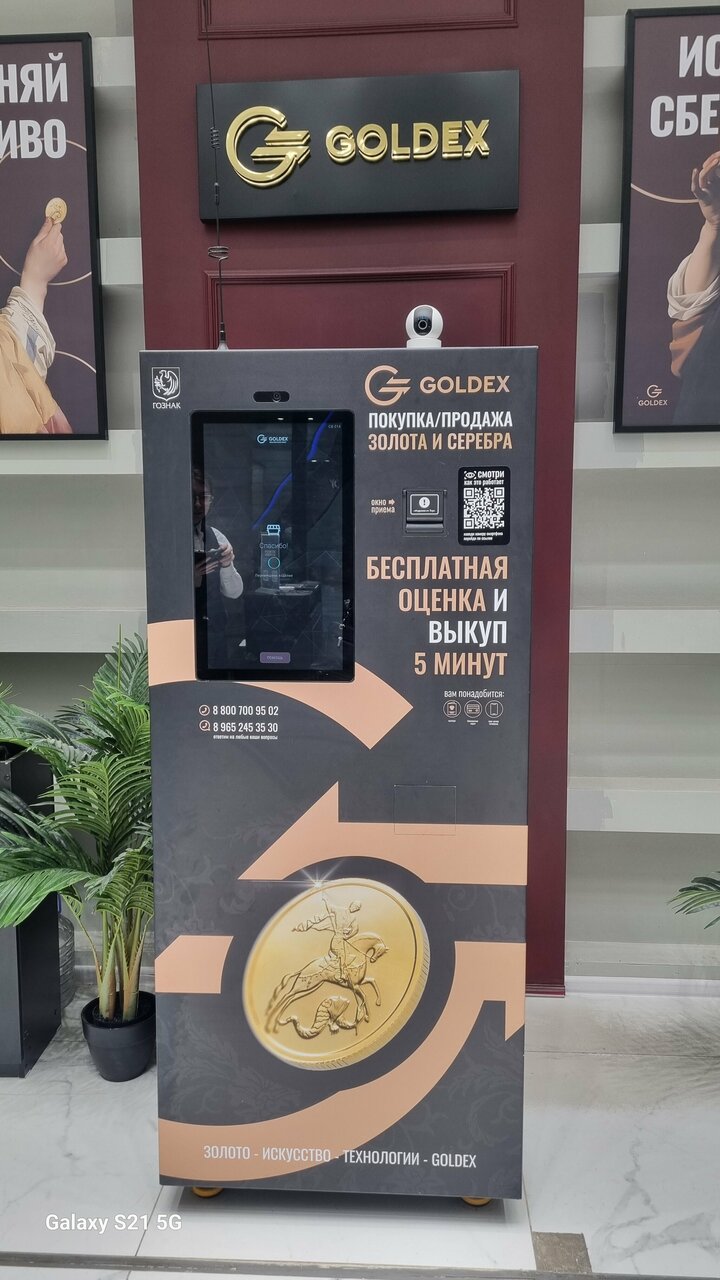 НЯЙ
ИВО
GOLDEX
ИС
СБЕ
GOLDEX
ГОЗНАК
GOLDEX
ПОКУПКА/ПРОДАЖА
ЗОЛОТА И СЕРЕБРА
GOLDEX
окно
приема
СМОТРИ
как это работает
Спасибо!
БЕСПЛАТНАЯ
ОЦЕНКА И
ВЫКУП
5 МИНУТ
ПОМОЩЬ
вам понадобится:
8 800 700 95 02
8 965 245 35 30
ответим на любые ваши вопросы
ЗОЛОТО - ИСКУССТВО - ТЕХНОЛОГИИ - GOLDEX
Galaxy S21 5G